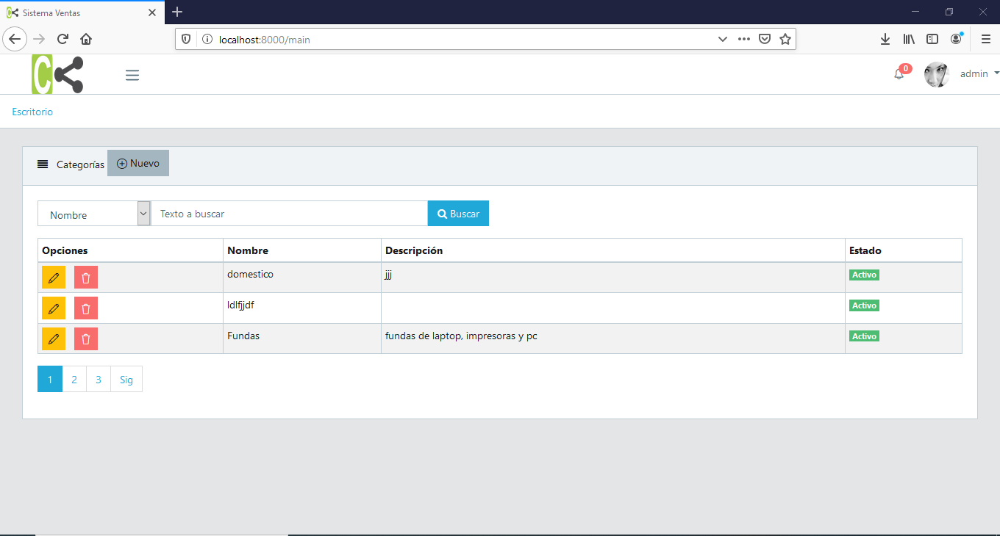 Sistema Ventas
localhost:8000/main
C
0
admin
Escritorio
Categorías Nuevo
Nombre Texto a buscar Buscar
Opciones Nombre Descripción Estado
domestico jjj Activo
ldlfjjdf Activo
Fundas fundas de laptop, impresoras y pc Activo
1 2 3 Sig